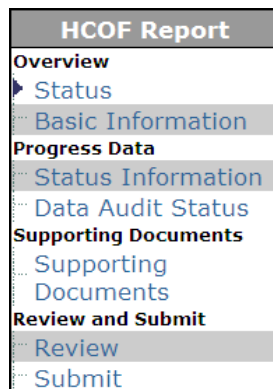 HCOF Report
Overview
Status
Basic Information
Progress Data
Status Information
Data Audit Status
Supporting Documents
Supporting
Documents
Review and Submit
Review
Submit